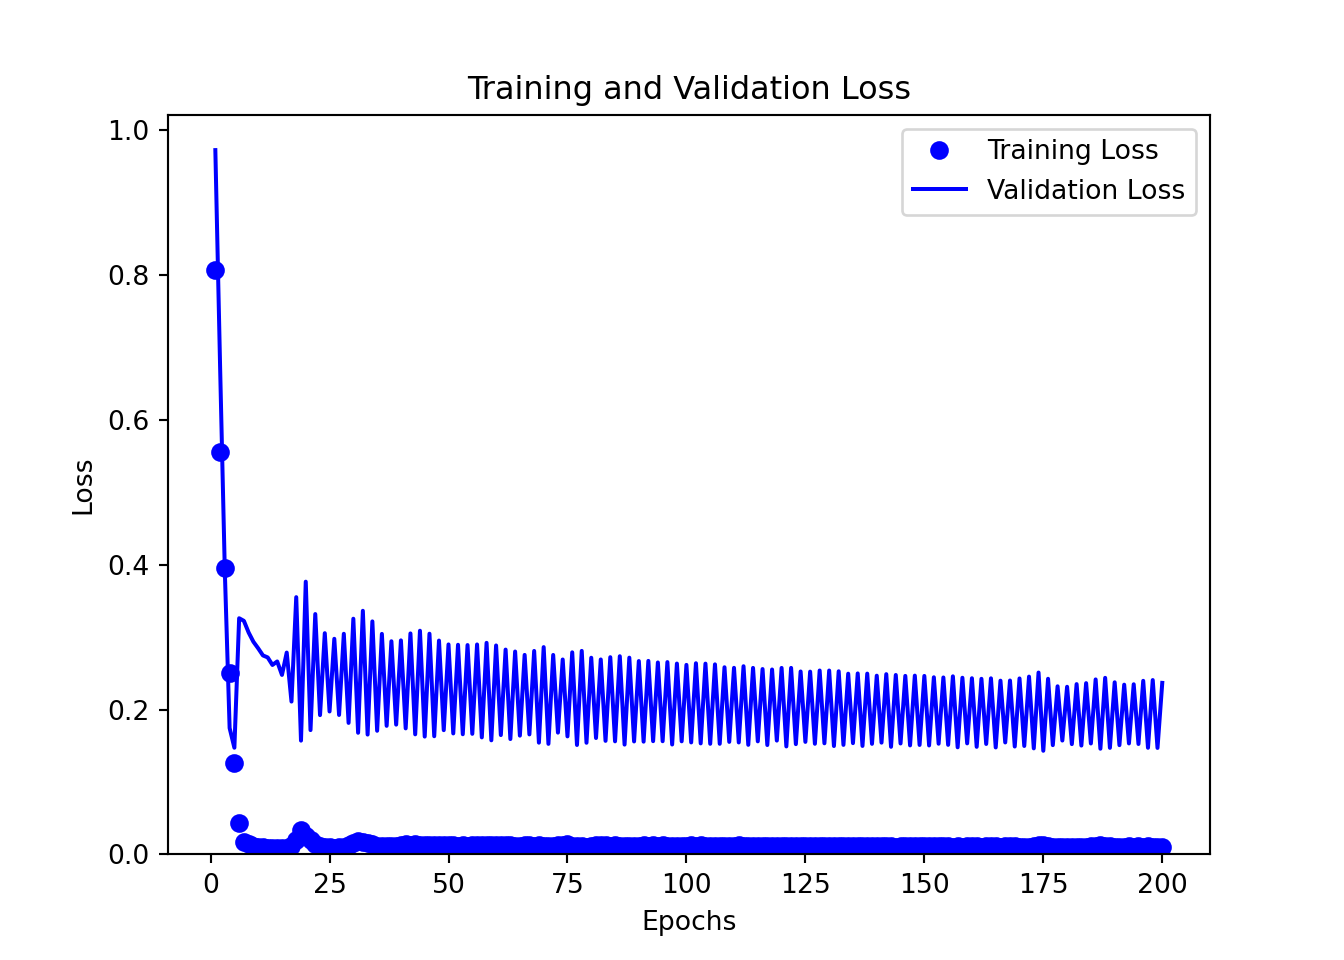 Training and Validation Loss
Training Loss
Validation Loss
1.0
0.8
0.6
0.4
0.2
0.0
Loss
0 25 50 75 100 125 150 175 200
Epochs